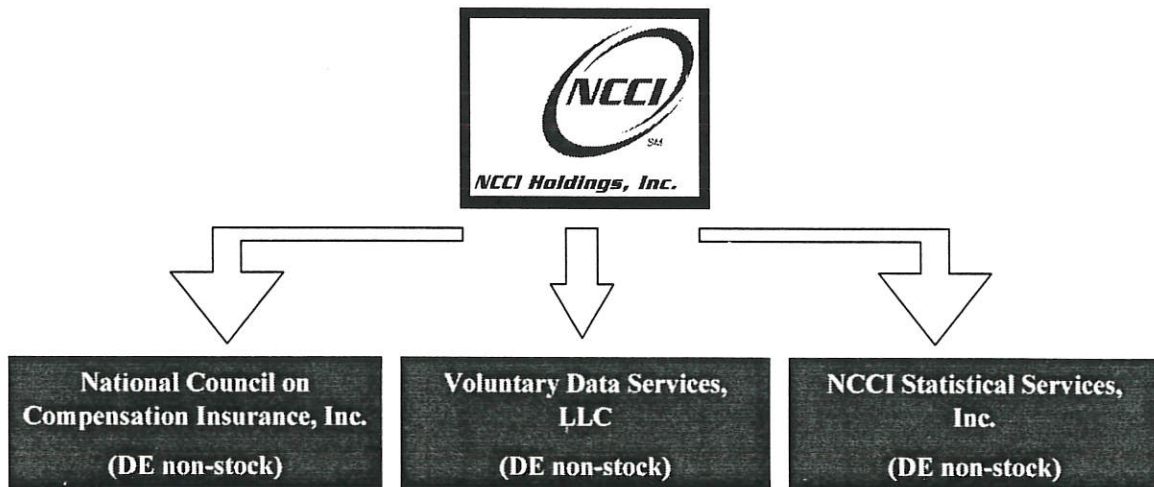 NCCI
SM
NCCI Holdings, Inc.
National Council on
Compensation Insurance, Inc.
(DE non-stock)
Voluntary Data Services,
LLC
(DE non-stock)
NCCI Statistical Services,
Inc.
(DE non-stock)